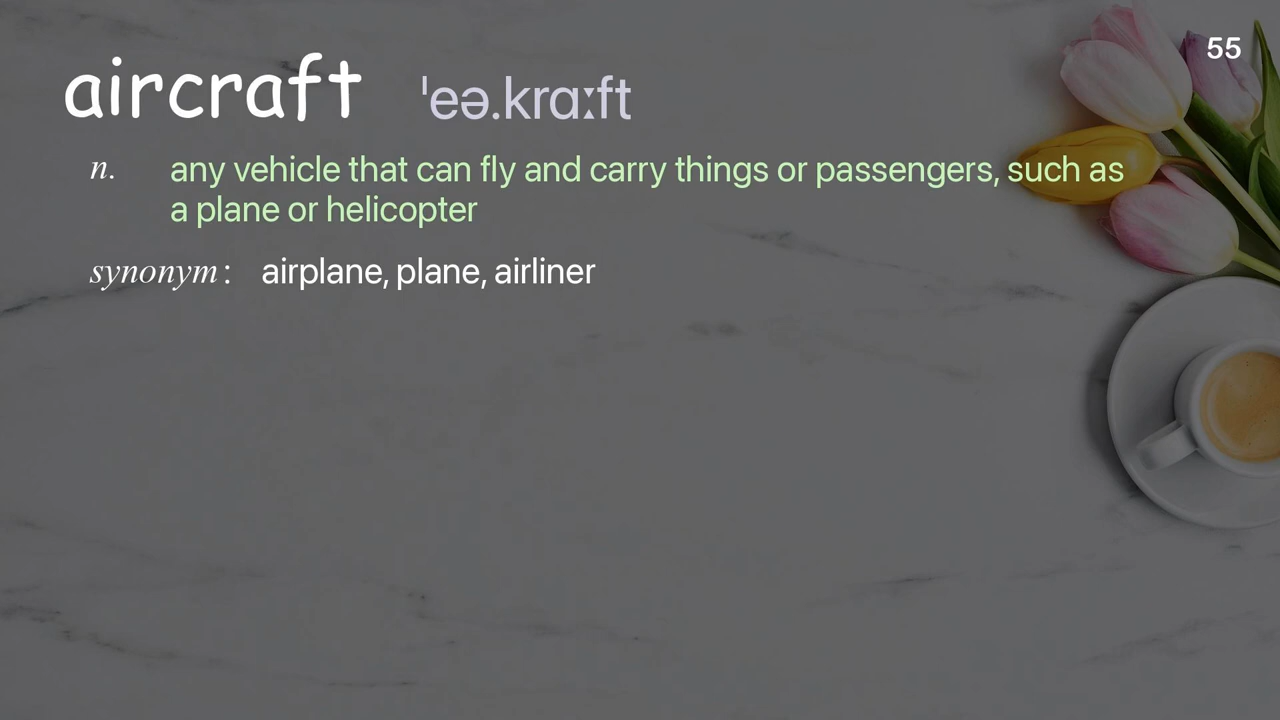 55
aircraft ˈeə.krɑːft
n. any vehicle that can fly and carry things or passengers, such as
a plane or helicopter
synonym: airplane, plane, airliner